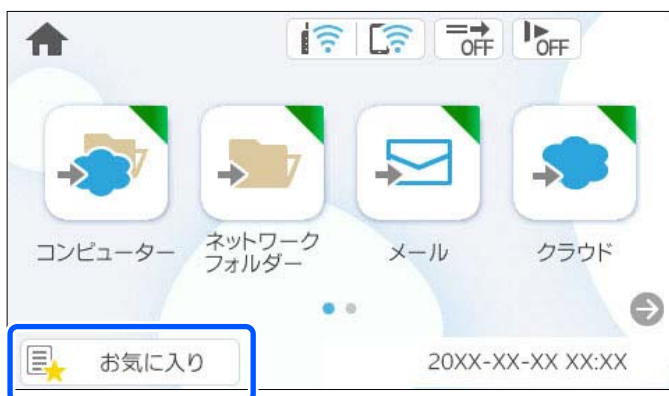 OFF
OFF
コンピューター
ネットワーク
フォルダー
メール
クラウド
お気に入り
20XX-XX-XX XX:XX